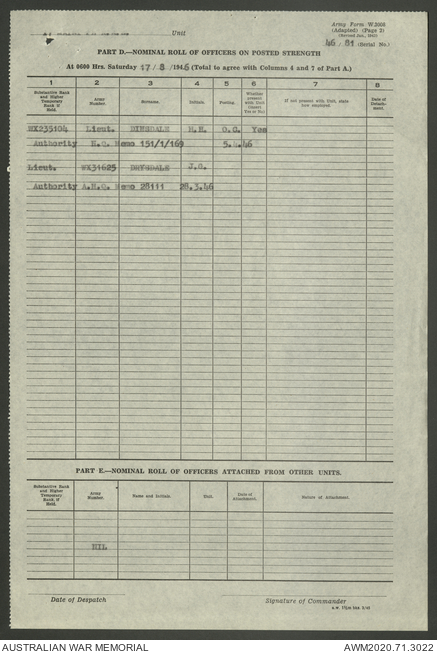 Unit
Army Form W.3008
(Adapted) (Page 2)
46 / 81 (Serial No.)
PART D.—NOMINAL ROLL OF OFFICERS ON POSTED STRENGTH
At 0600 Hrs. Saturday 17 / 8 / 1946 (Total to agree with Columns 4 and 7 of Part A.)
1 2 3 4 5 6 7 8
Substantive Rank and Higher Temporary Rank if Held. Army Number. Surname. Initials. Posting. Whether present with Unit (Insert Yes or No) If not present with Unit, state how employed. Date of Detachment.
Lieut. DINSDALE O.C. Yes
Authority Memo 151/1/169 46
Lieut. WX31625 DRYSDALE J.G.
Authority A.H.Q. Memo 28111 28.3.46
PART E.—NOMINAL ROLL OF OFFICERS ATTACHED FROM OTHER UNITS.
Substantive Rank and Higher Temporary Rank if Held. Army Number. Name and Initials. Unit. Date of Attachment. Nature of Attachment.
NIL
Date of Despatch Signature of Commander
AUSTRALIAN WAR MEMORIAL AWM2020.71.3022